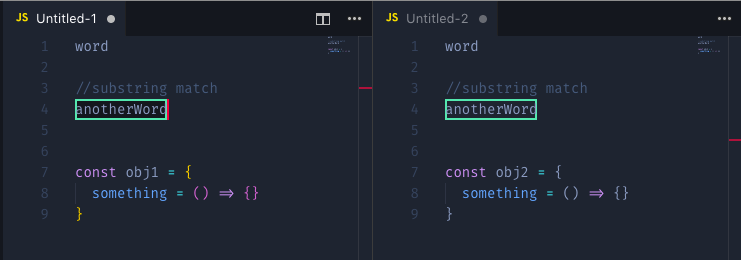 JS Untitled-1
1 word
2
3 //substring match
4 anotherWord
5
6
7 const obj1 = {
8 something = () => {}
9 }
JS Untitled-2
1 word
2
3 //substring match
4 anotherWord
5
6
7 const obj2 = {
8 something = () => {}
9 }